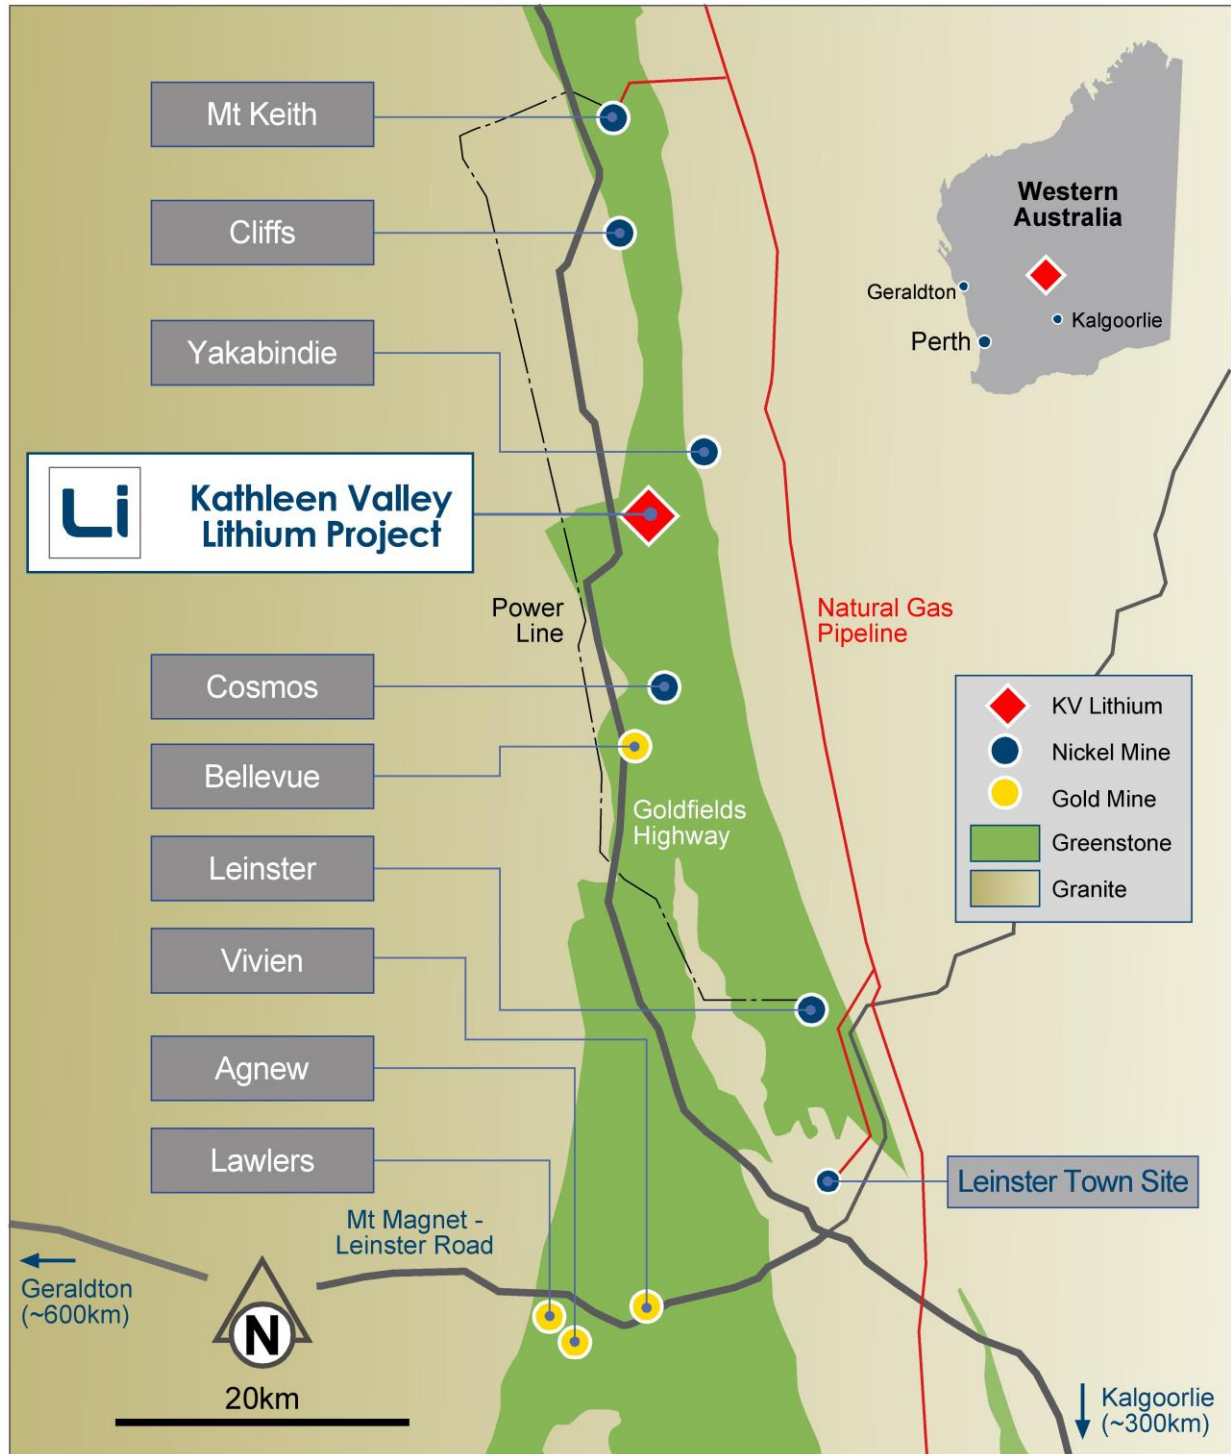 Mt Keith
Cliffs
Yakabindie
Li
Kathleen Valley
Lithium Project
Cosmos
Bellevue
Leinster
Vivien
Agnew
Lawlers
Western
Australia
Geraldton
Kalgoorlie
Perth
Power
Line
Natural Gas
Pipeline
KV Lithium
Nickel Mine
Gold Mine
Greenstone
Granite
Goldfields
Highway
Leinster Town Site
Mt Magnet -
Leinster Road
Geraldton
(~600km)
N
20km
Kalgoorlie
(~300km)